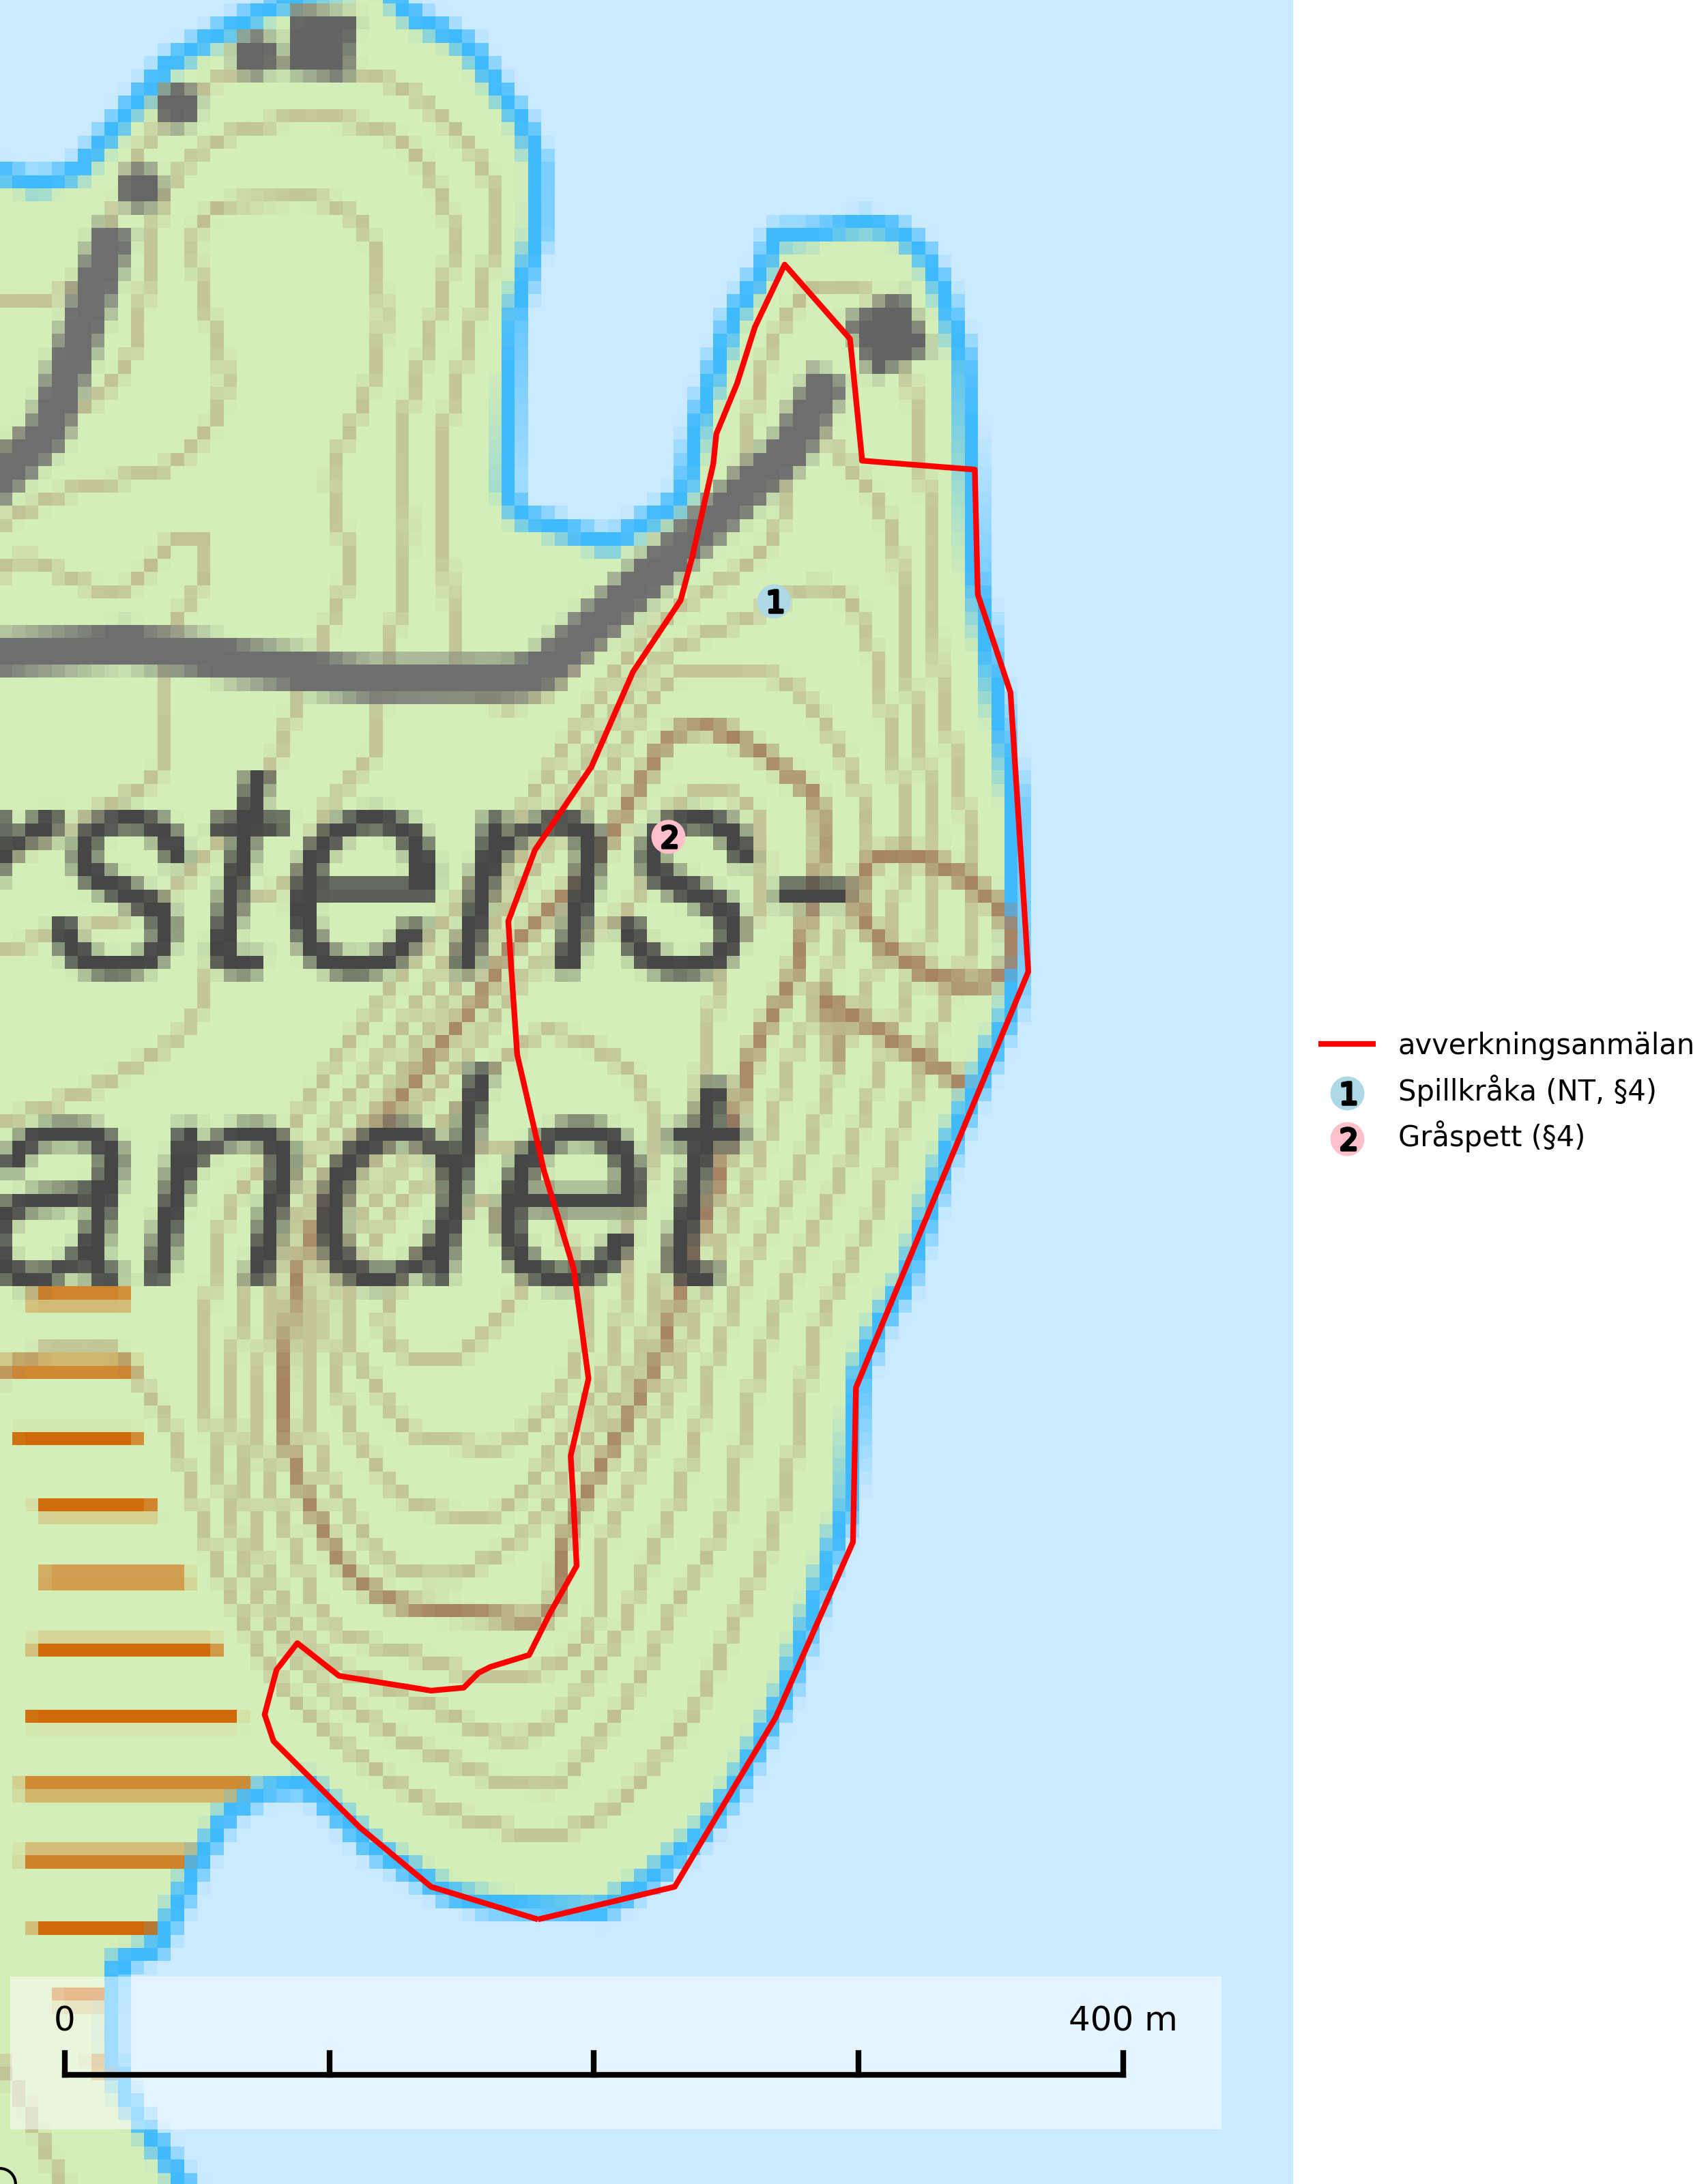 1
2
rstens-
andet
avverkningsanmälan
1 Spillkråka (NT, §4)
2 Gråspett (§4)
0 400 m